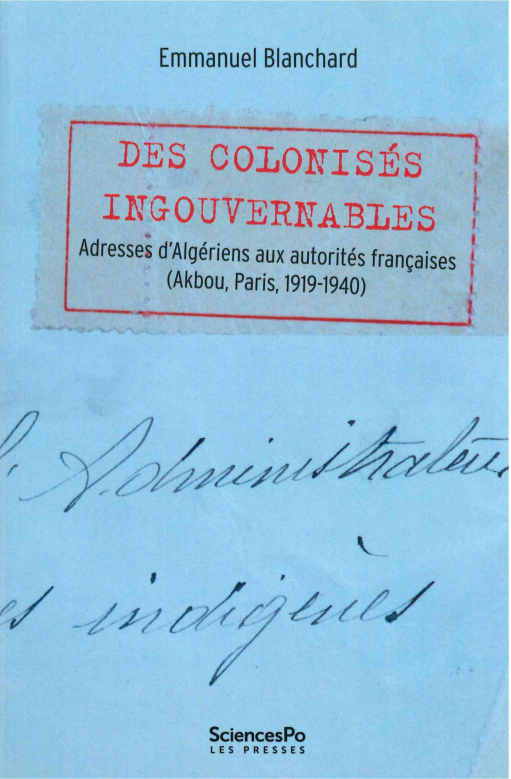 Emmanuel Blanchard
DES COLONISÉS
INGOUVERNABLES
Adresses d'Algériens aux autorités françaises
(Akbou, Paris, 1919-1940)
l'Administrateur
es indigènes
SciencesPo
LES PRESSES